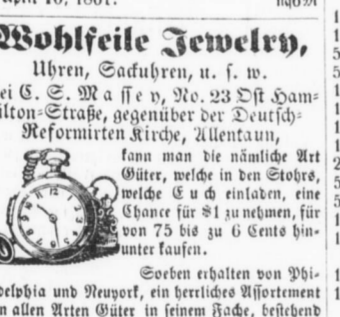 Wohlfeile Jewelry,
Uhren, Sackuhren, u. s. w.
ei C. S. Massey, No. 23 Ost Ham=
ilton=Straße, gegenüber der Deutsch=
Reformirten Kirche, Allentaun,
kann man die nämliche Art
Güter, welche in den Stohrs,
welche Euch einladen, eine
Chance für $1 zu nehmen, für
von 75 bis zu 6 Cents hin=
unter kaufen.
Soeben erhalten von Phi=
delphia und Neuyork, ein herrliches Assortement
n allen Arten Güter in seinem Fache, bestehend